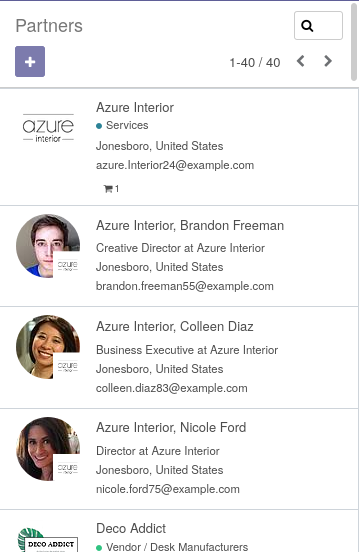 Partners
1-40 / 40
azure
interior
Azure Interior
Services
Jonesboro, United States
azure.Interior24@example.com
1
Azure Interior, Brandon Freeman
Creative Director at Azure Interior
Jonesboro, United States
brandon.freeman55@example.com
azure
Azure Interior, Colleen Diaz
Business Executive at Azure Interior
Jonesboro, United States
colleen.diaz83@example.com
azure
Azure Interior, Nicole Ford
Director at Azure Interior
Jonesboro, United States
nicole.ford75@example.com
azure
DECO ADDICT
Deco Addict
Vendor / Desk Manufacturers